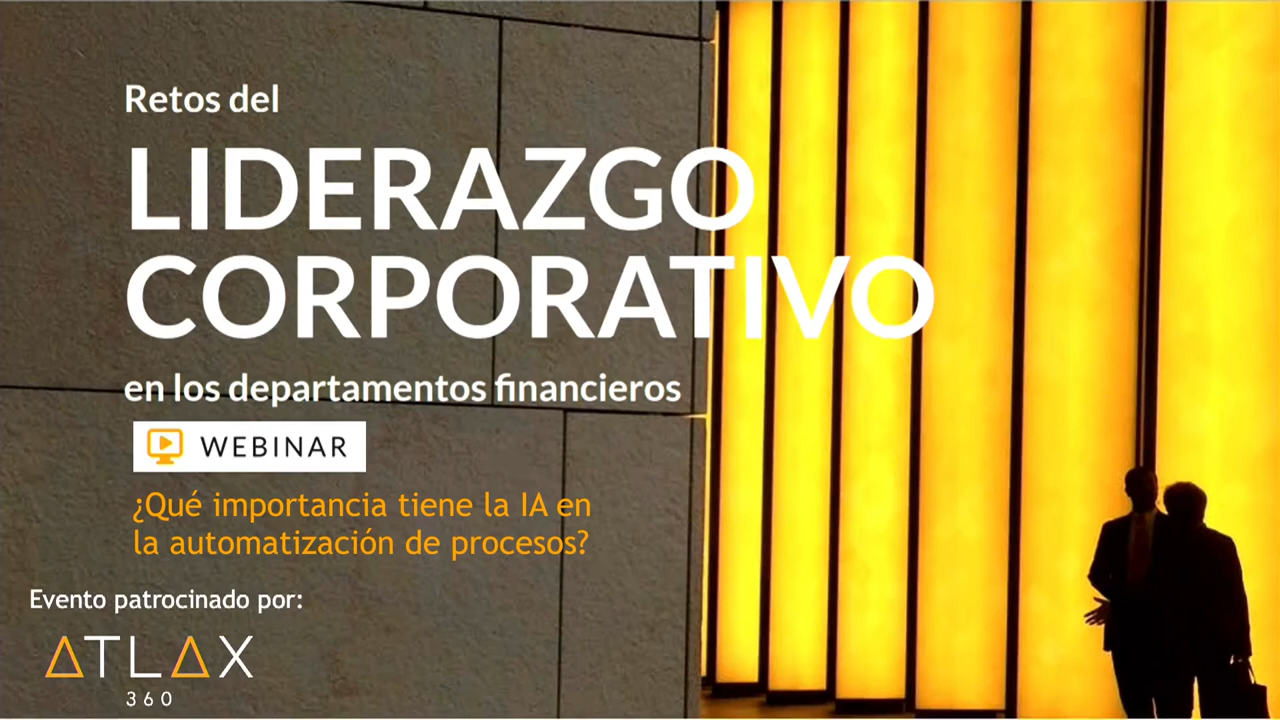 Retos del
LIDERAZGO
CORPORATIVO
en los departamentos financieros
WEBINAR
¿Qué importancia tiene la IA en
la automatización de procesos?
Evento patrocinado por:
ATLAX
360